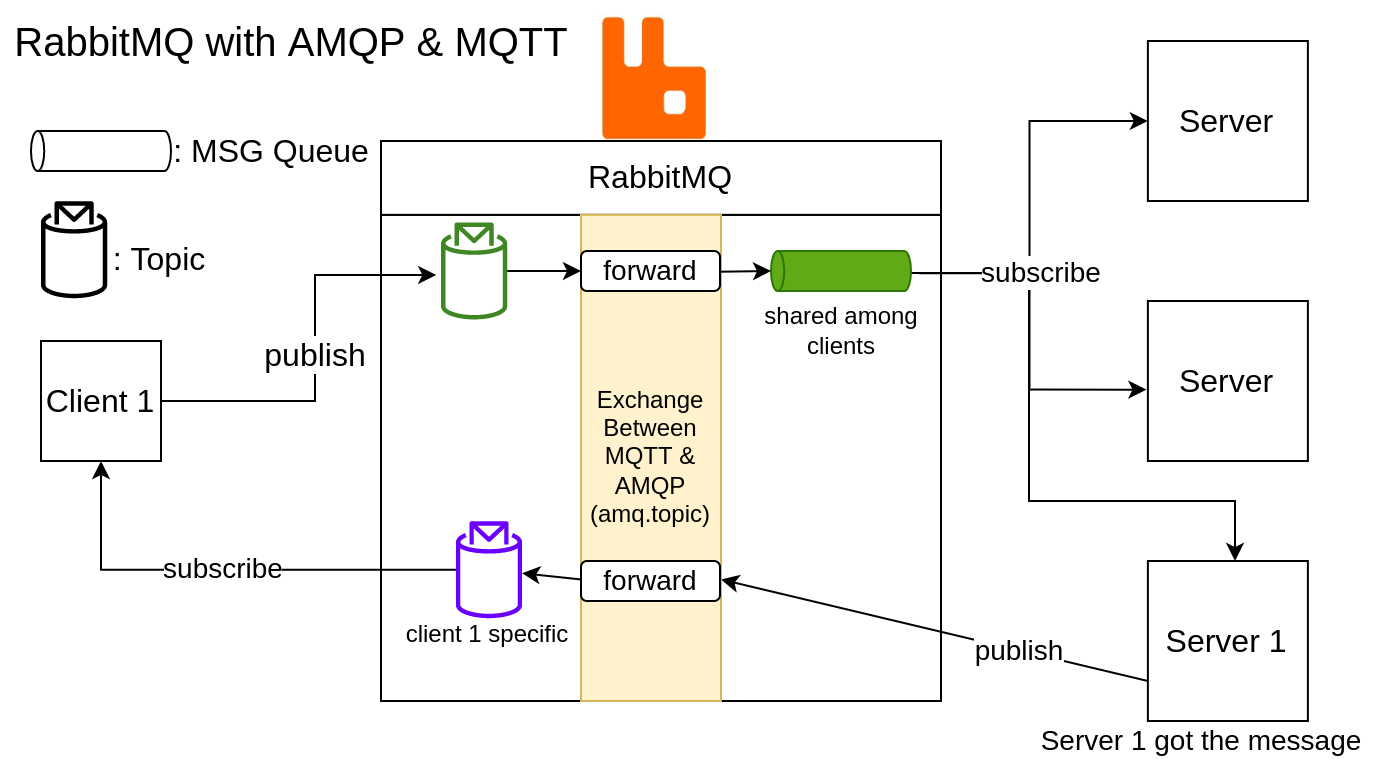 RabbitMQ with AMQP & MQTT
: MSG Queue
: Topic
RabbitMQ
Server
forward
subscribe
shared among
clients
publish
Client 1
Server
Exchange
Between
MQTT &
AMQP
(amq.topic)
subscribe
forward
client 1 specific
publish
Server 1
Server 1 got the message